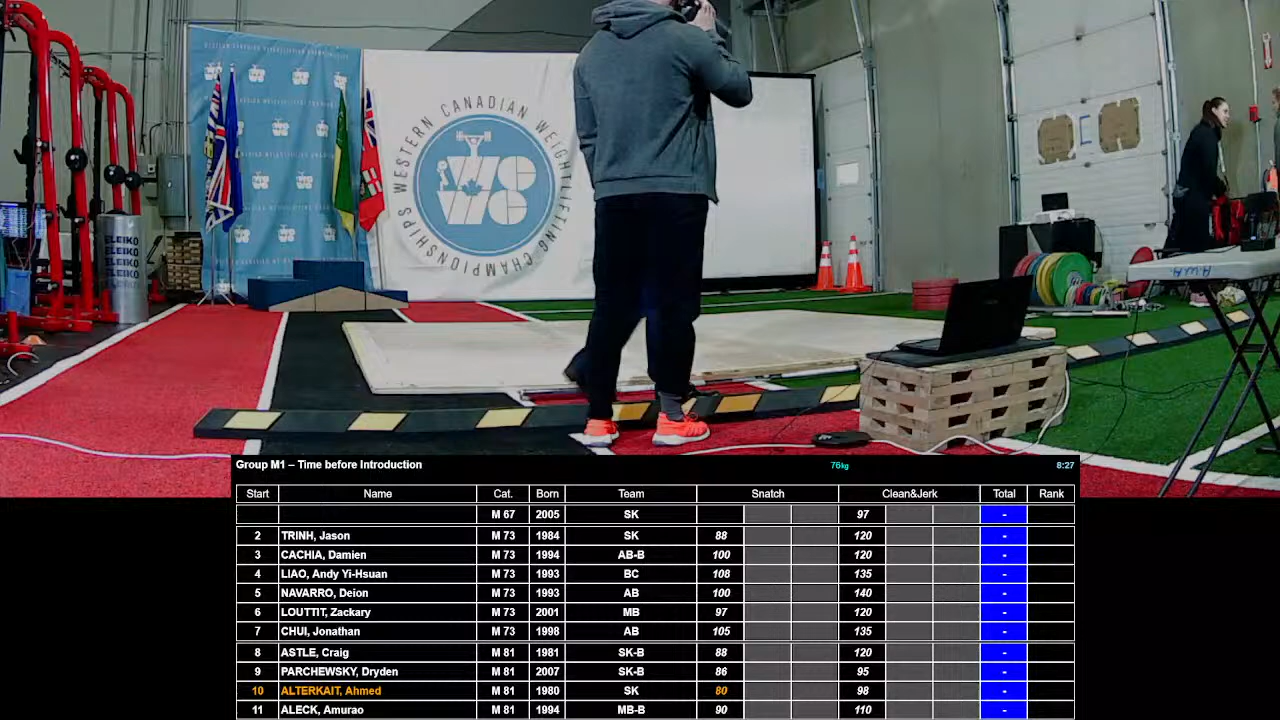 WESTERN CANADIAN WEIGHTLIFTING CHAMPIONSHIPS
WC
WC
ELEIKO
ELEIKO
ELEIKO
ELEIKO
AWA
Group M1 – Time before Introduction 76kg 8:27
Start Name Cat. Born Team Snatch Clean&Jerk Total Rank
M 67 2005 SK 97 -
2 TRINH, Jason M 73 1984 SK 88 120 -
3 CACHIA, Damien M 73 1994 AB-B 100 120 -
4 LIAO, Andy Yi-Hsuan M 73 1993 BC 108 135 -
5 NAVARRO, Deion M 73 1993 AB 100 140 -
6 LOUTTIT, Zackary M 73 2001 MB 97 120 -
7 CHUI, Jonathan M 73 1998 AB 105 135 -
8 ASTLE, Craig M 81 1981 SK-B 88 120 -
9 PARCHEWSKY, Dryden M 81 2007 SK-B 86 95 -
10 ALTERKAIT, Ahmed M 81 1980 SK 80 98 -
11 ALECK, Amurao M 81 1994 MB-B 90 110 -